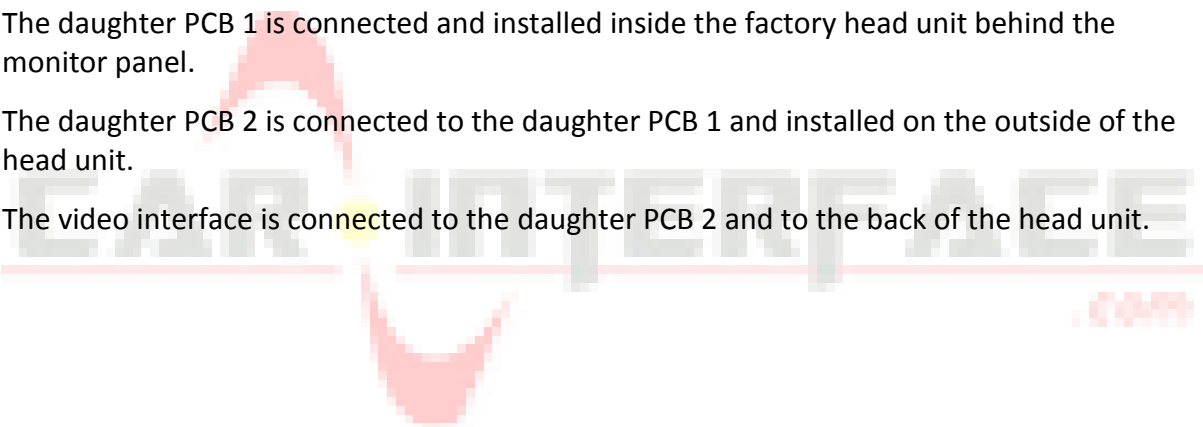 The daughter PCB 1 is connected and installed inside the factory head unit behind the
monitor panel.
The daughter PCB 2 is connected to the daughter PCB 1 and installed on the outside of the
head unit.
The video interface is connected to the daughter PCB 2 and to the back of the head unit.
CAR INTERFACE
.com